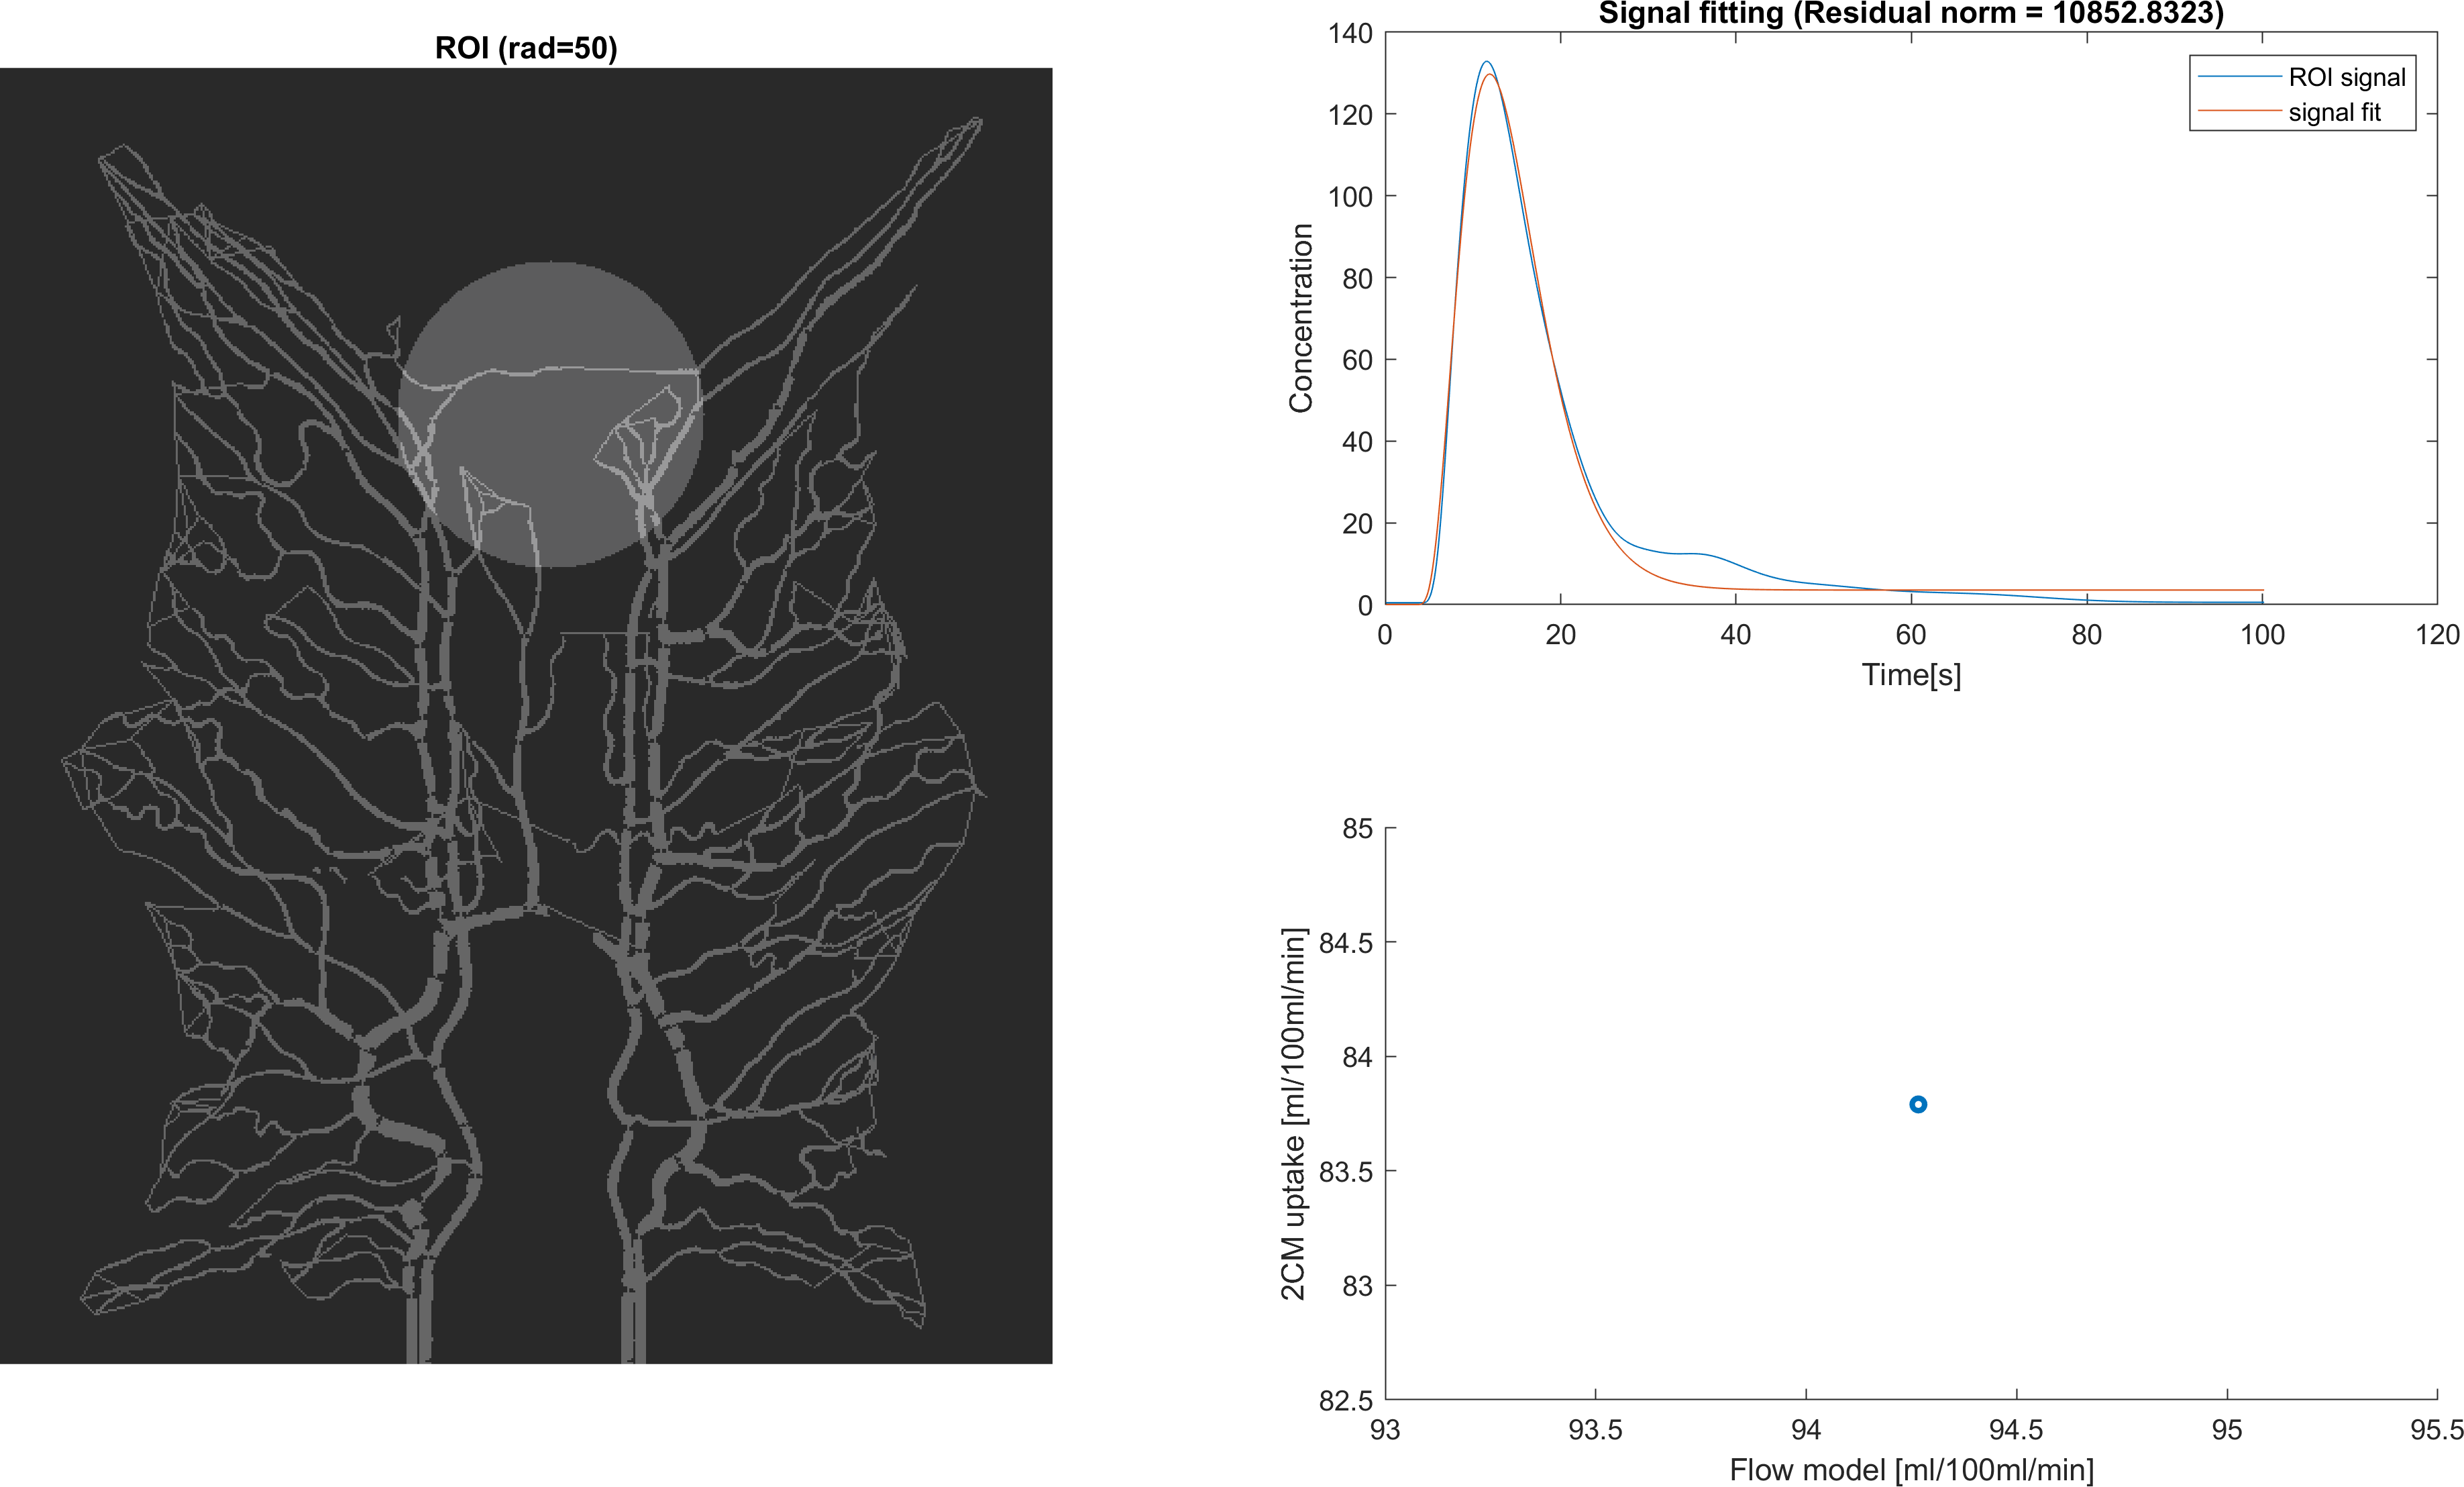 ROI (rad=50)
Signal fitting (Residual norm = 10852.8323)
140
120
100
80
60
40
20
0
Concentration
ROI signal
signal fit
0 20 40 60 80 100 120
Time[s]
85
84.5
84
83.5
83
82.5
2CM uptake [ml/100ml/min]
93 93.5 94 94.5 95 95.5
Flow model [ml/100ml/min]